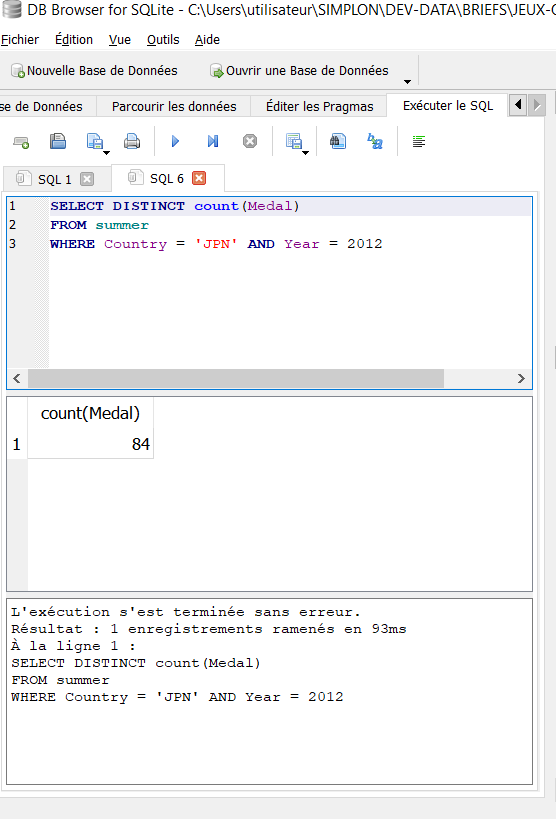 DB Browser for SQLite - C:\Users\utilisateur\SIMPLON\DEV-DATA\BRIEFS\JEUX-
Fichier Édition Vue Outils Aide
Nouvelle Base de Données Ouvrir une Base de Données
se de Données Parcourir les données Éditer les Pragmas Exécuter le SQL
SQL 1 SQL 6
1 SELECT DISTINCT count(Medal)
2 FROM summer
3 WHERE Country = 'JPN' AND Year = 2012
count(Medal)
1 84
L'exécution s'est terminée sans erreur.
Résultat : 1 enregistrements ramenés en 93ms
À la ligne 1 :
SELECT DISTINCT count(Medal)
FROM summer
WHERE Country = 'JPN' AND Year = 2012